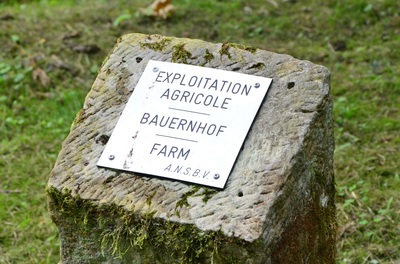 EXPLOITATION
AGRICOLE
BAUERNHOF
FARM
A.N.S.B.V.